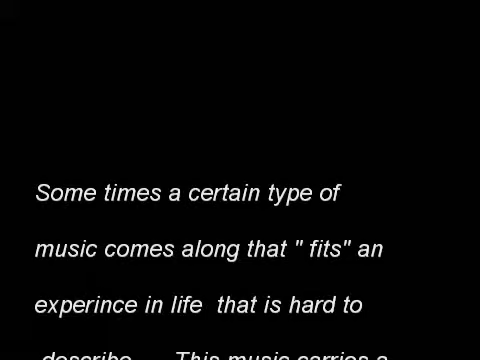 Some times a certain type of
music comes along that " fits" an
experince in life  that is hard to
describe...... This music carries a